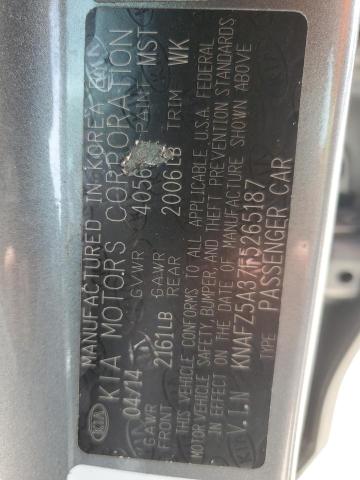 KIA
MANUFACTURED IN KOREA
KIA MOTORS CORPORATION
04/14 GVWR PAINT MST
GAWR FRONT 2161LB GAWR REAR 2006LB TRIM WK
THIS VEHICLE CONFORMS TO ALL APPLICABLE U.S.A. FEDERAL
MOTOR VEHICLE SAFETY, BUMPER, AND THEFT PREVENTION STANDARDS
IN EFFECT ON THE DATE OF MANUFACTURE SHOWN ABOVE
V.I.N KNAFZ5A37F5265187
TYPE PASSENGER CAR